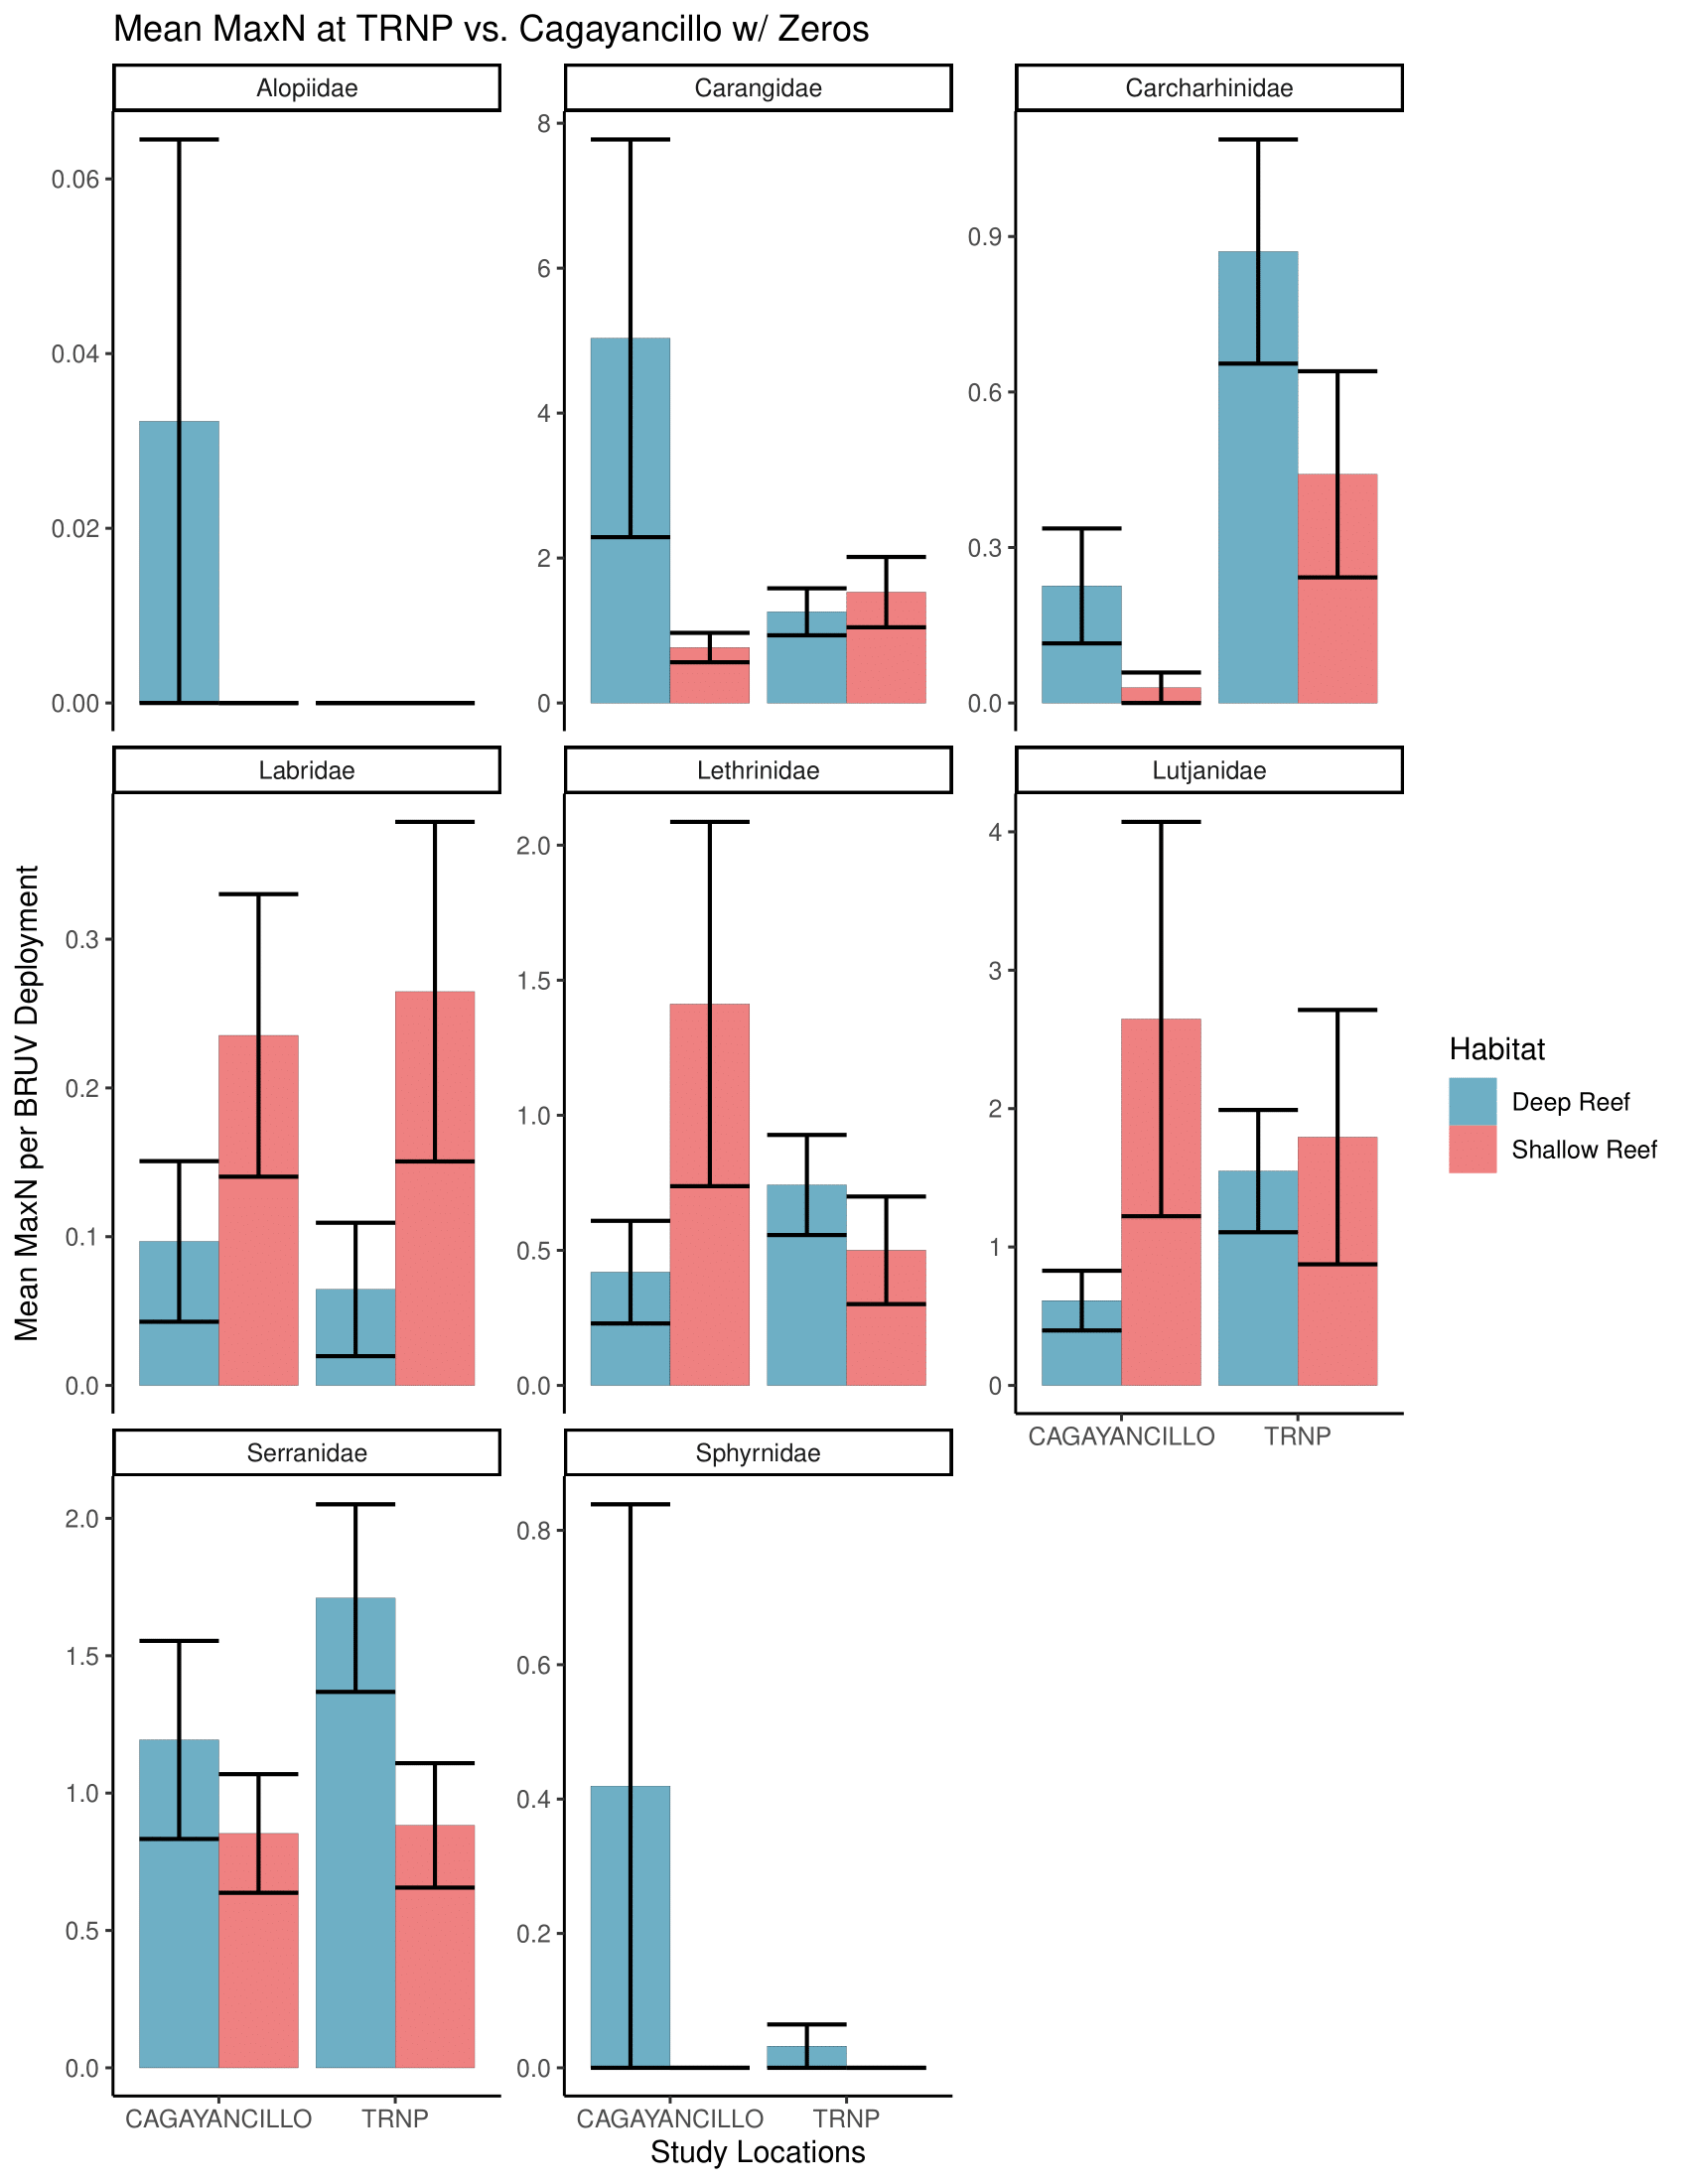 Mean MaxN at TRNP vs. Cagayancillo w/ Zeros
Alopiidae
Carangidae
Carcharhinidae
0.06
0.04
0.02
0.00
8
6
4
2
0
0.9
0.6
0.3
0.0
Labridae
Lethrinidae
Lutjanidae
0.3
0.2
0.1
0.0
2.0
1.5
1.0
0.5
0.0
4
3
2
1
0
CAGAYANCILLO
TRNP
Serranidae
Sphyrnidae
2.0
1.5
1.0
0.5
0.0
0.8
0.6
0.4
0.2
0.0
CAGAYANCILLO
TRNP
CAGAYANCILLO
TRNP
Study Locations
Mean MaxN per BRUV Deployment
Habitat
Deep Reef
Shallow Reef